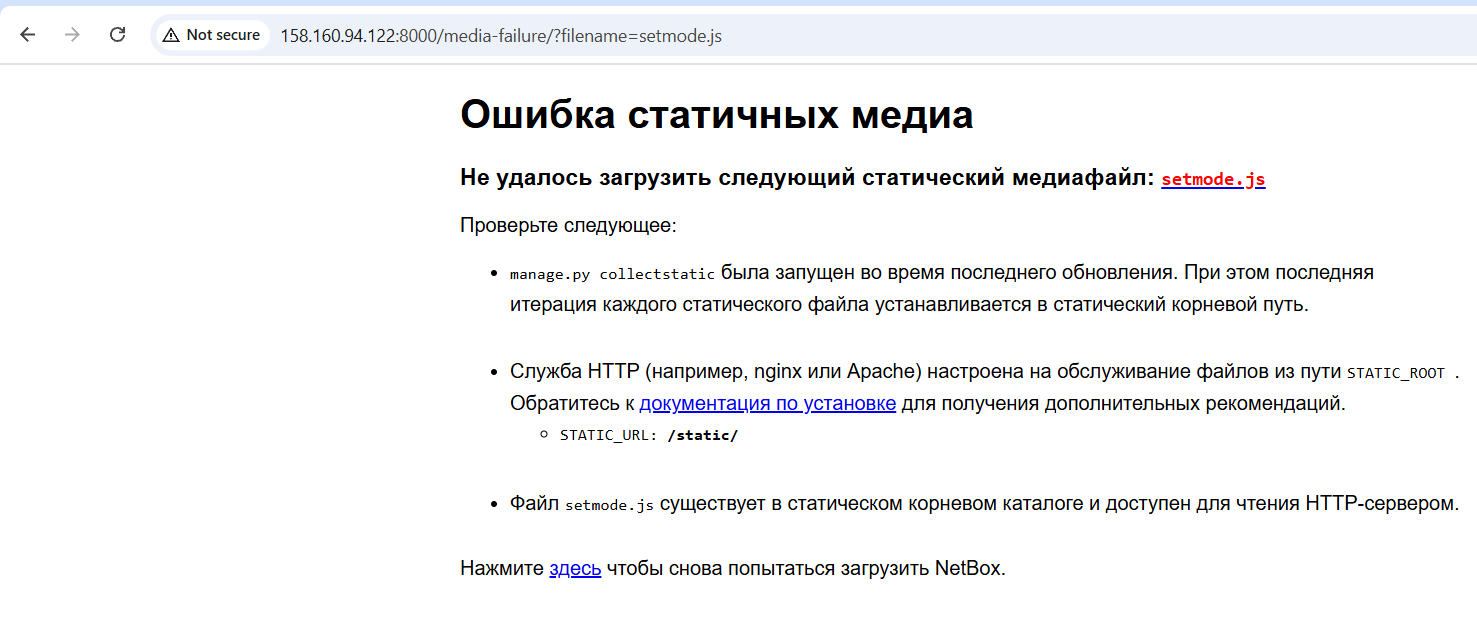 Not secure 158.160.94.122:8000/media-failure/?filename=setmode.js
Ошибка статичных медиа
Не удалось загрузить следующий статический медиафайл: setmode.js
Проверьте следующее:
manage.py collectstatic была запущен во время последнего обновления. При этом последняя
итерация каждого статического файла устанавливается в статический корневой путь.
Служба HTTP (например, nginx или Apache) настроена на обслуживание файлов из пути STATIC_ROOT .
Обратитесь к документация по установке для получения дополнительных рекомендаций.
STATIC_URL: /static/
Файл setmode.js существует в статическом корневом каталоге и доступен для чтения HTTP-сервером.
Нажмите здесь чтобы снова попытаться загрузить NetBox.